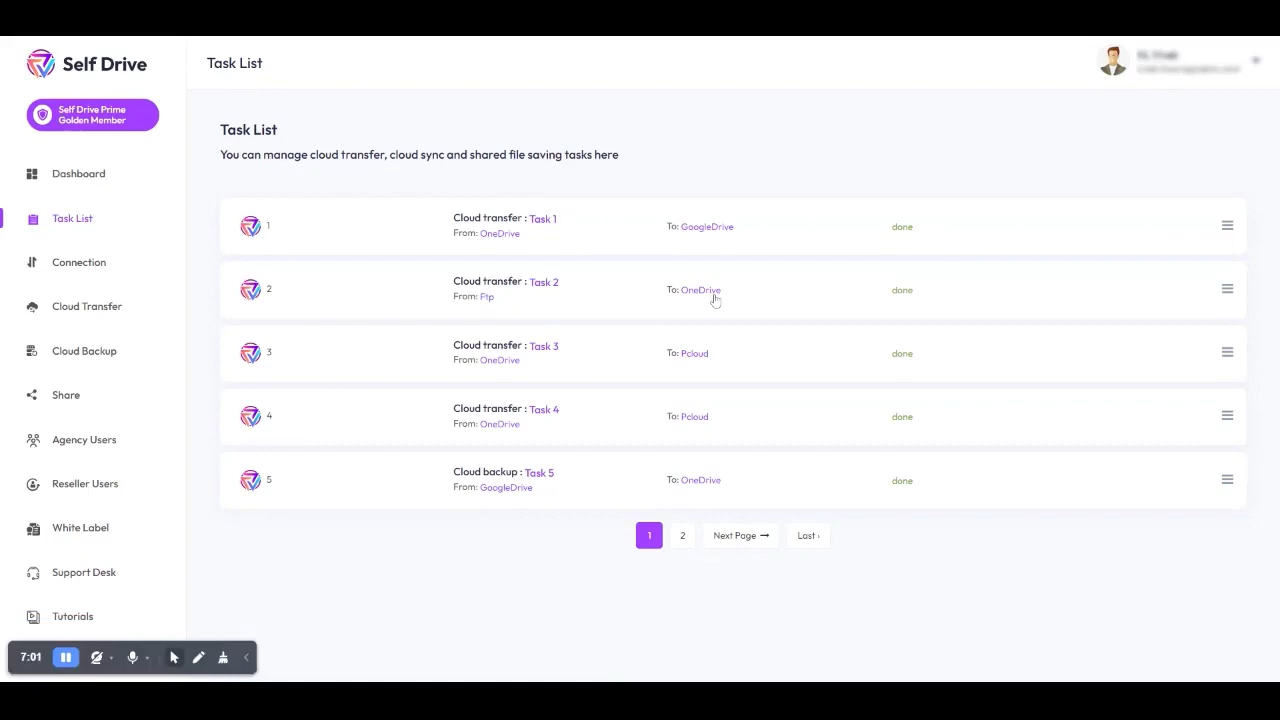 Self Drive
Task List
Self Drive Prime
Golden Member
Dashboard
Task List
Connection
Cloud Transfer
Cloud Backup
Share
Agency Users
Reseller Users
White Label
Support Desk
Tutorials
Task List
You can manage cloud transfer, cloud sync and shared file saving tasks here
1
Cloud transfer : Task 1
From: OneDrive
To: GoogleDrive
done
2
Cloud transfer : Task 2
From: Ftp
To: OneDrive
done
3
Cloud transfer : Task 3
From: OneDrive
To: Pcloud
done
4
Cloud transfer : Task 4
From: OneDrive
To: Pcloud
done
5
Cloud backup : Task 5
From: GoogleDrive
To: OneDrive
done
1 2 Next Page → Last ›
7:01